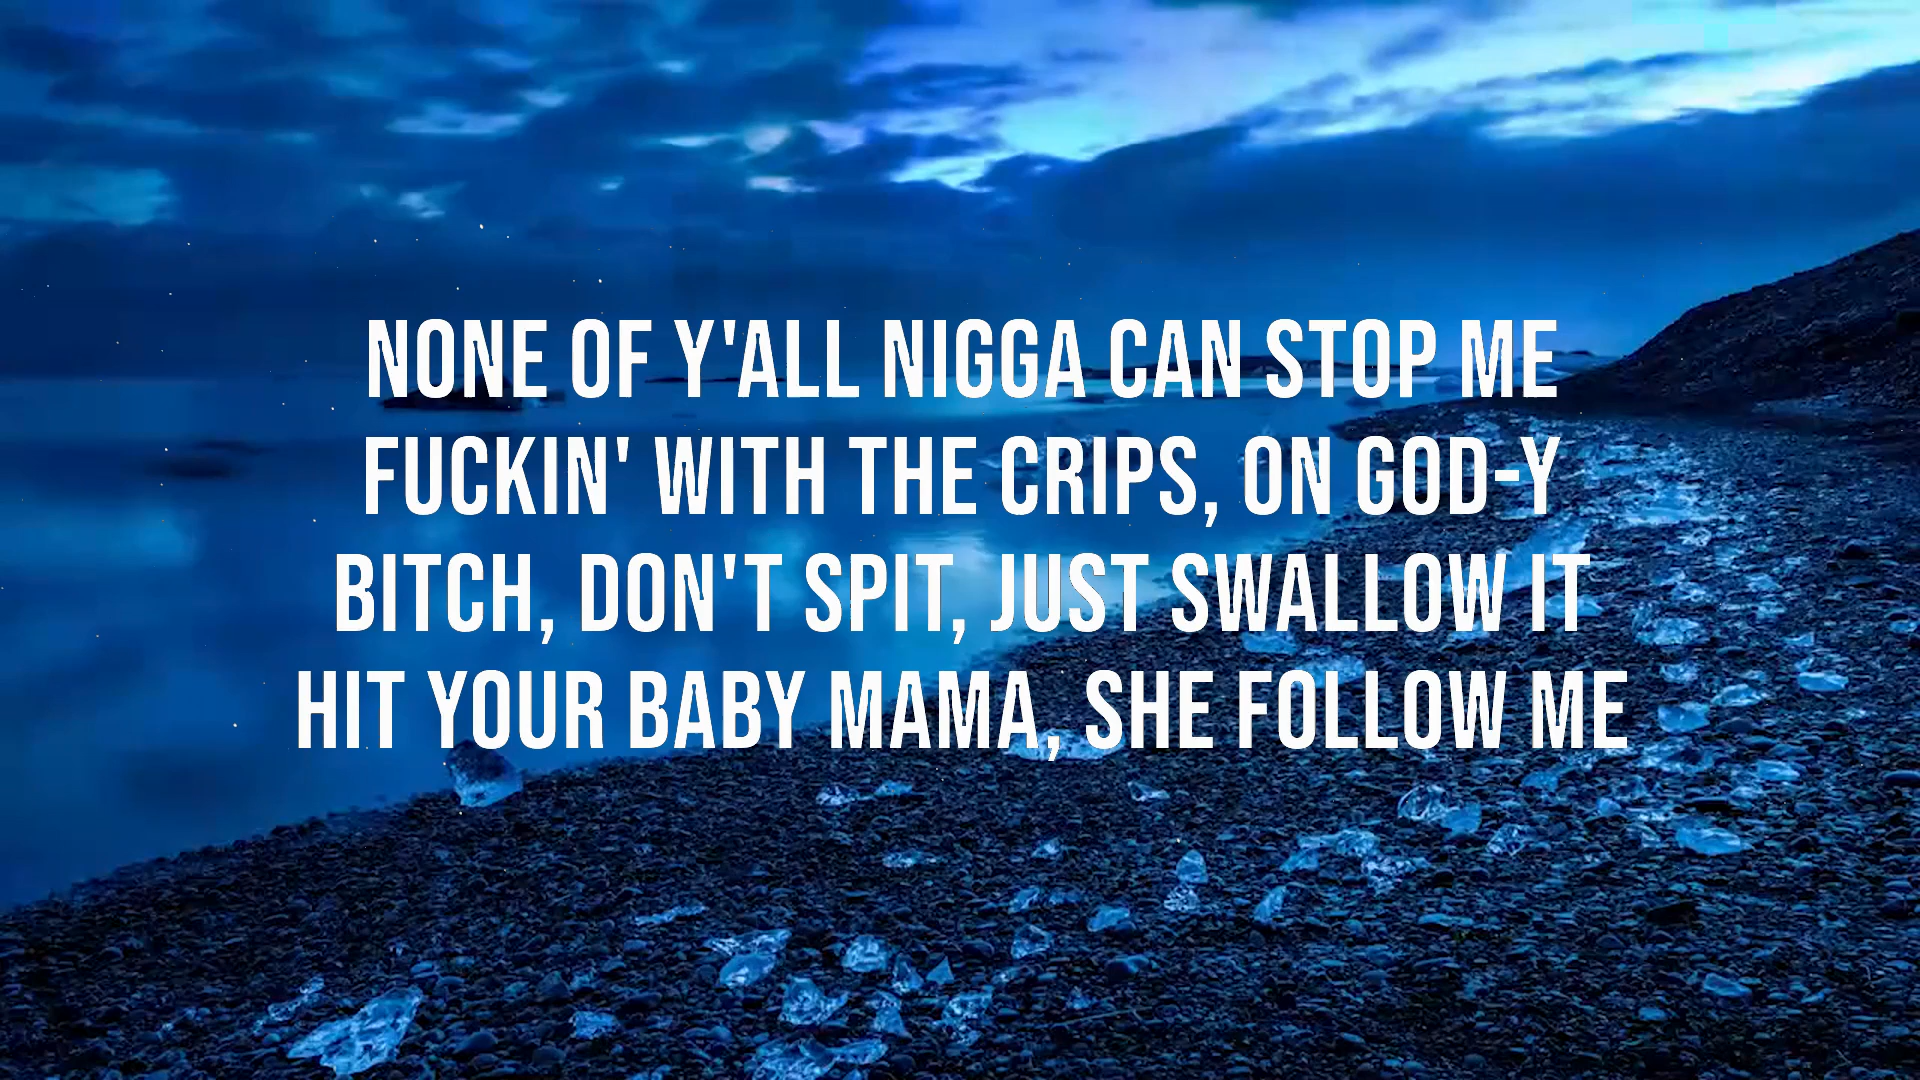 NONE OF Y'ALL NIGGA CAN STOP ME
FUCKIN' WITH THE CRIPS, ON GOD-Y
BITCH, DON'T SPIT, JUST SWALLOW IT
HIT YOUR BABY MAMA, SHE FOLLOW ME